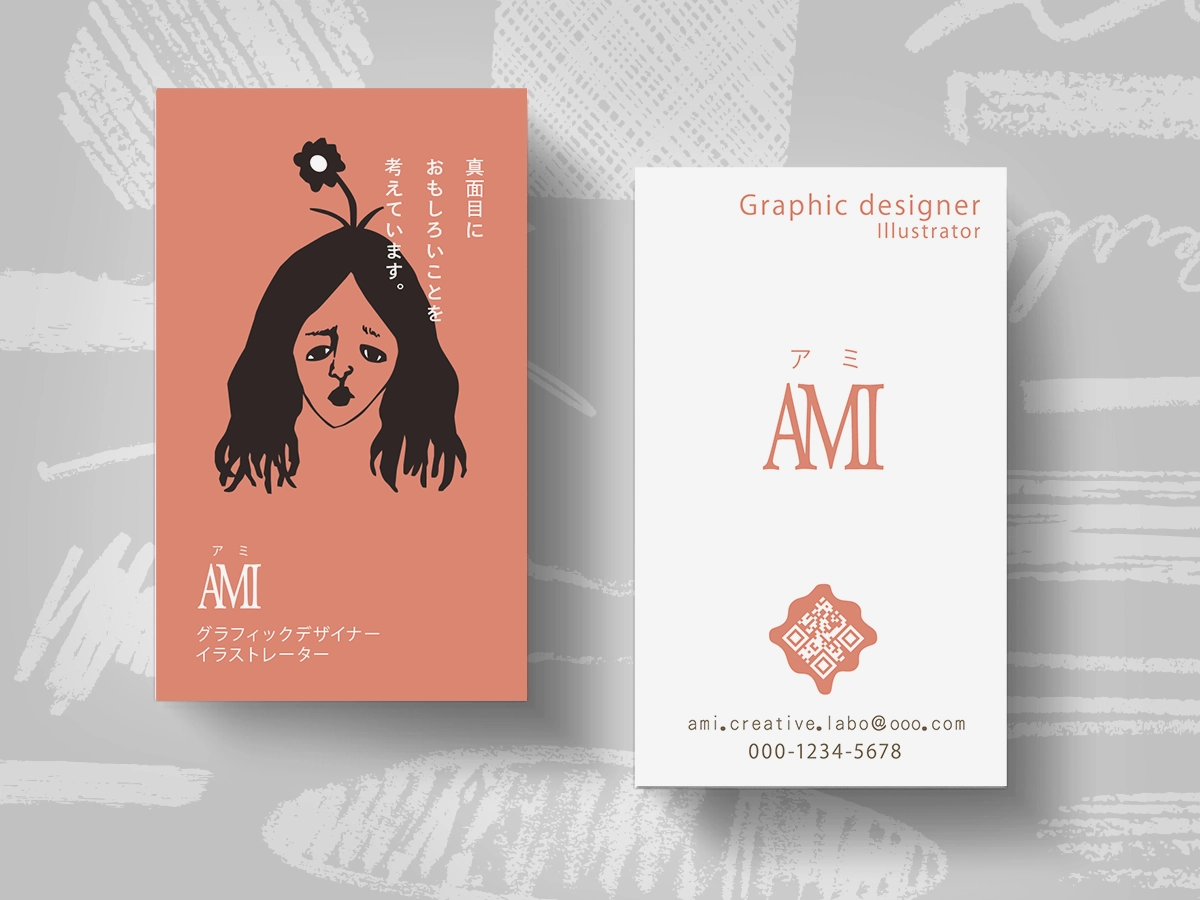 真面目に
おもしろいことを
考えています。
アミ
AMI
グラフィックデザイナー
イラストレーター
Graphic designer
Illustrator
アミ
AMI
ami.creative.labo@ooo.com
000-1234-5678